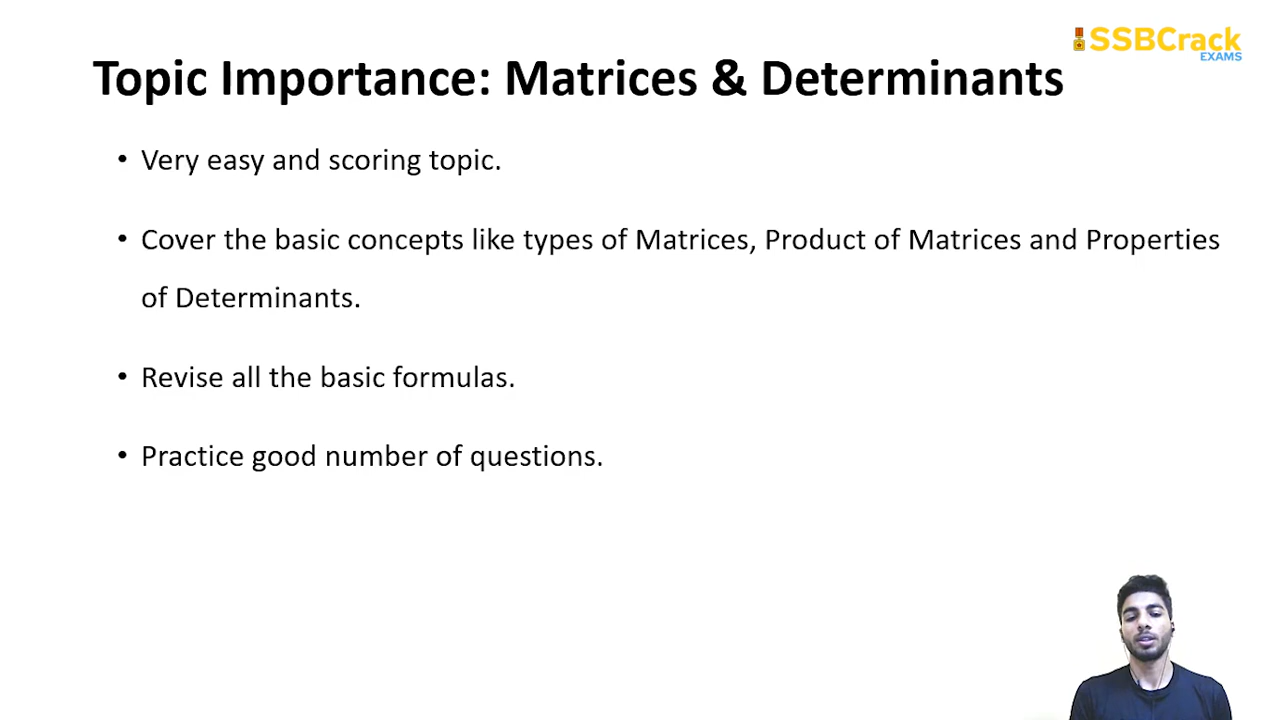 SSBCrack
EXAMS
Topic Importance: Matrices & Determinants
• Very easy and scoring topic.
• Cover the basic concepts like types of Matrices, Product of Matrices and Properties
of Determinants.
• Revise all the basic formulas.
• Practice good number of questions.